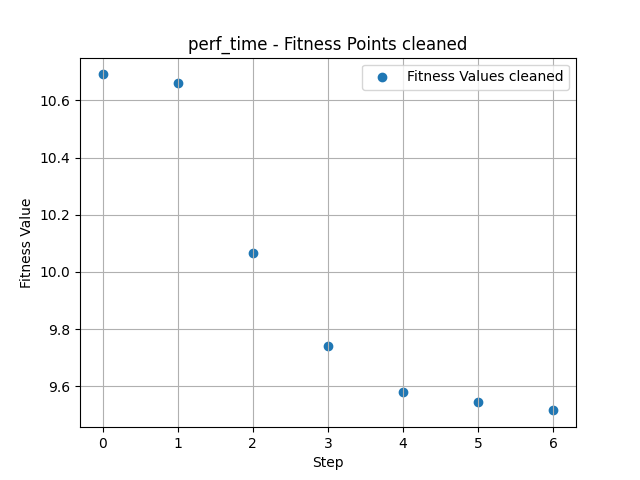 perf_time - Fitness Points cleaned
Fitness Values cleaned
Fitness Value
10.6
10.4
10.2
10.0
9.8
9.6
0 1 2 3 4 5 6
Step